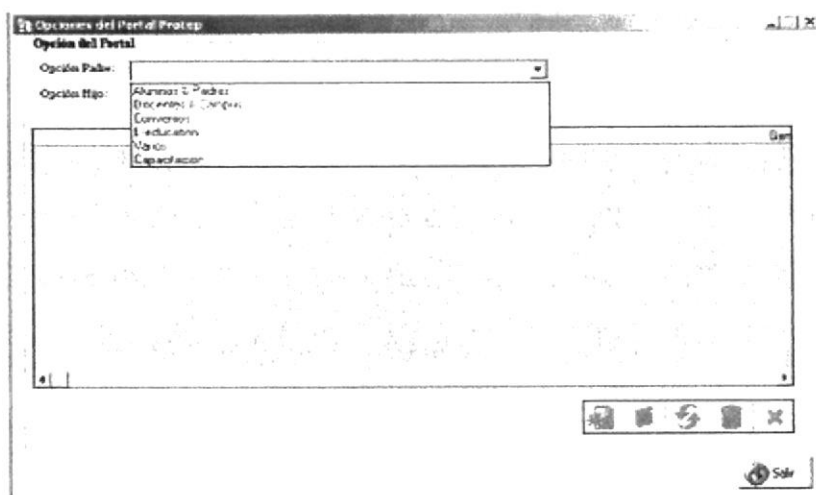 Opciones del Portal Protep
Opción del Portal
Opción Padre:
Opción Hijo:
Alumnos & Padres
Docentes & Campus
Convenios
E-education
Varios
Capacitacion
Salir